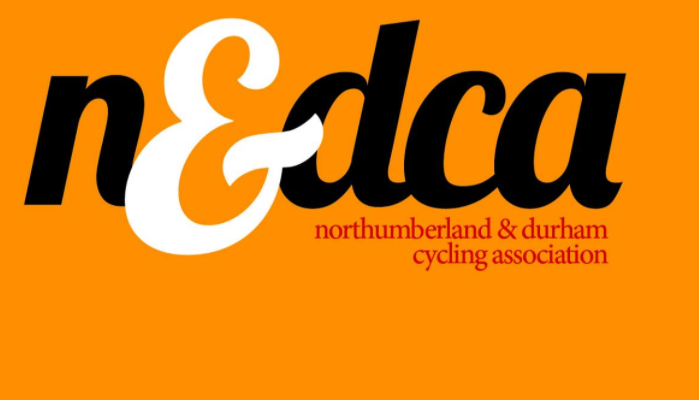 n&dca
northumberland & durham
cycling association